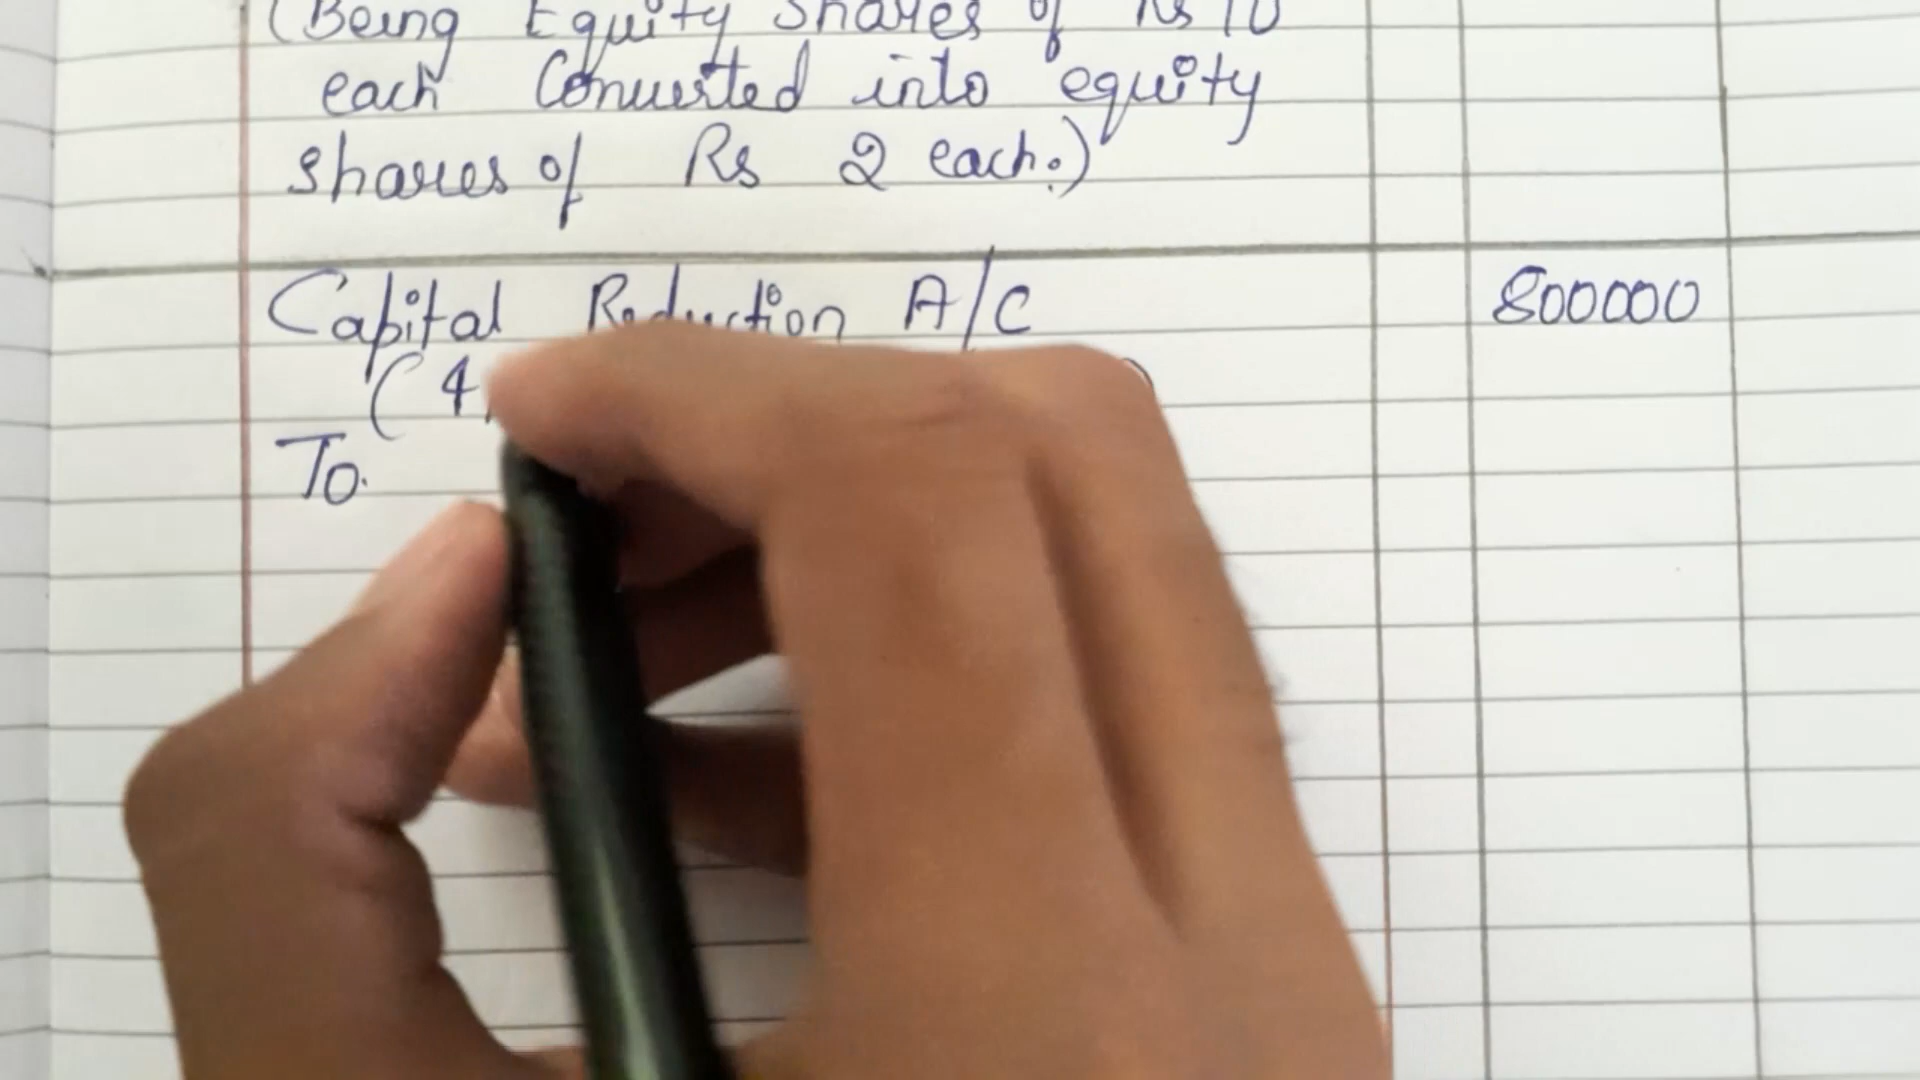 (Being Equity Shares of Rs 10
each Converted into equity
shares of Rs 2 each.)
Capital Reduction A/C 800000
( 4
To